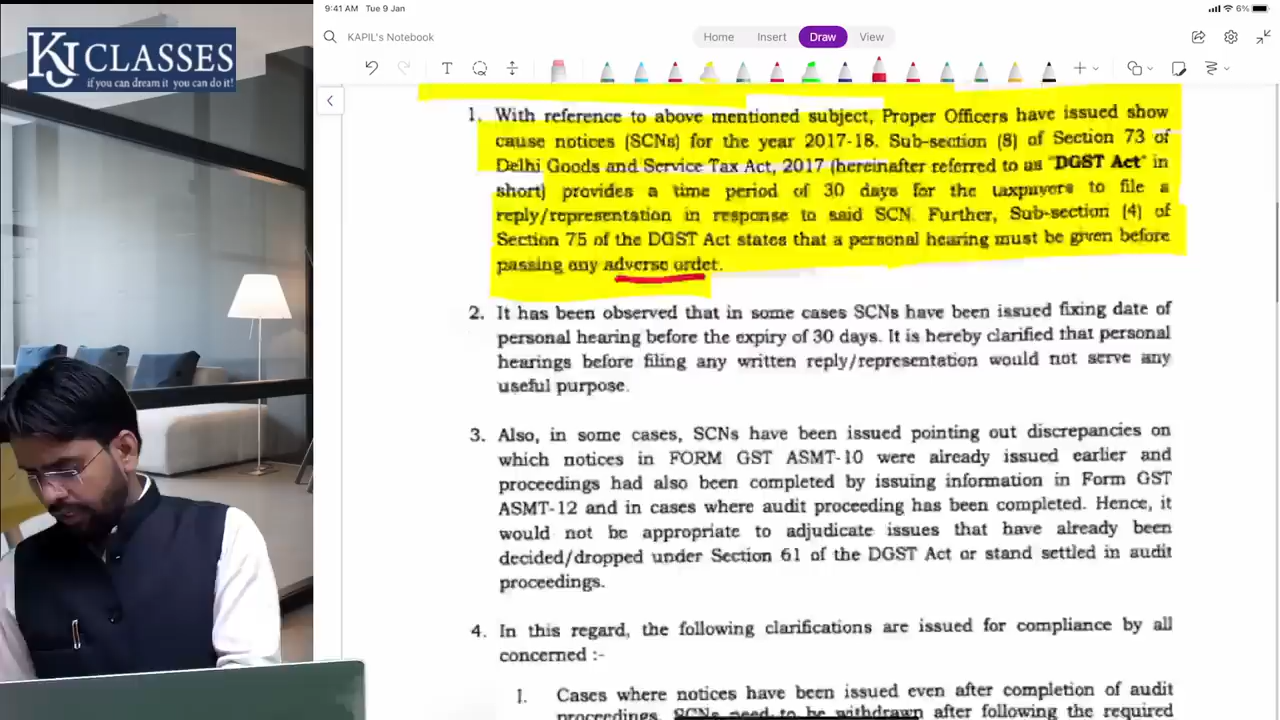 KJ CLASSES
if you can dream it you can do it!
9:41 AM Tue 9 Jan
6%
KAPIL's Notebook
Home Insert Draw View
1. With reference to above mentioned subject, Proper Officers have issued show
cause notices (SCNs) for the year 2017-18. Sub-section (8) of Section 73 of
Delhi Goods and Service Tax Act, 2017 (hereinafter referred to as "DGST Act" in
short) provides a time period of 30 days for the taxpayers to file a
reply/representation in response to said SCN. Further, Sub-section (4) of
Section 75 of the DGST Act states that a personal hearing must be given before
passing any adverse order.
2. It has been observed that in some cases SCNs have been issued fixing date of
personal hearing before the expiry of 30 days. It is hereby clarified that personal
hearings before filing any written reply/representation would not serve any
useful purpose.
3. Also, in some cases, SCNs have been issued pointing out discrepancies on
which notices in FORM GST ASMT-10 were already issued earlier and
proceedings had also been completed by issuing information in Form GST
ASMT-12 and in cases where audit proceeding has been completed. Hence, it
would not be appropriate to adjudicate issues that have already been
decided/dropped under Section 61 of the DGST Act or stand settled in audit
proceedings.
4. In this regard, the following clarifications are issued for compliance by all
concerned :-
I. Cases where notices have been issued even after completion of audit
proceedings, SCNs need to be withdrawn after following the required